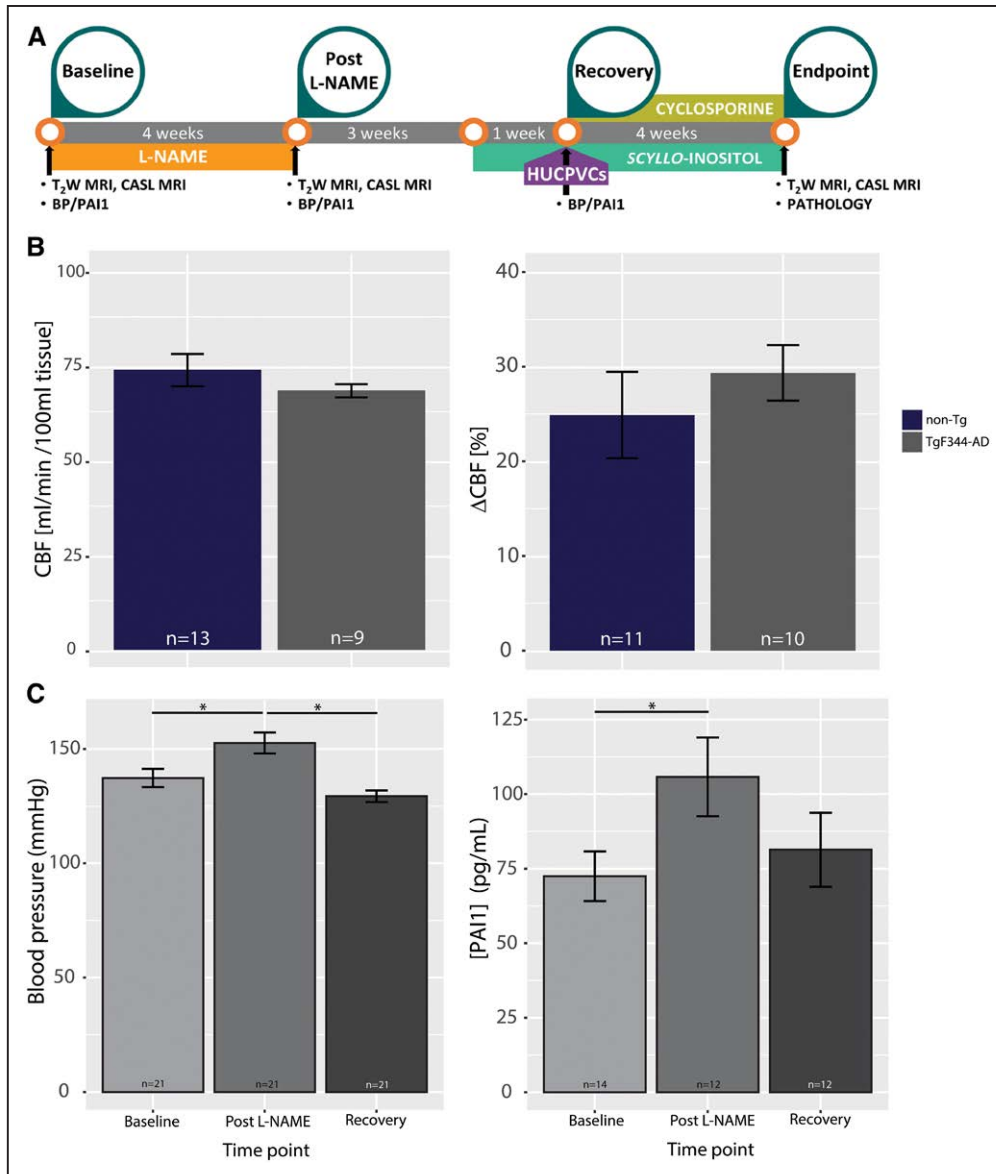 A
Baseline
Post
L-NAME
Recovery
Endpoint
CYCLOSPORINE
4 weeks
3 weeks
1 week
4 weeks
L-NAME
SCYLLO-INOSITOL
HUCPVCs
• T2W MRI, CASL MRI
• BP/PAI1
• T2W MRI, CASL MRI
• BP/PAI1
• BP/PAI1
• T2W MRI, CASL MRI
• PATHOLOGY
B
CBF [ml/min /100ml tissue]
100
75
50
25
0
n=13
n=9
ΔCBF [%]
40
30
20
10
0
n=11
n=10
non-Tg
TgF344-AD
C
Blood pressure (mmHg)
150
100
50
0
*
*
n=21
n=21
n=21
Baseline
Post L-NAME
Recovery
Time point
[PAI1] (pg/mL)
125
100
75
50
25
0
*
n=14
n=12
n=12
Baseline
Post L-NAME
Recovery
Time point